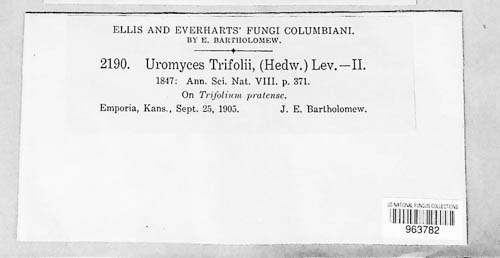 ELLIS AND EVERHARTS' FUNGI COLUMBIANI.
BY E. BARTHOLOMEW.
2190. Uromyces Trifolii, (Hedw.) Lev.—II.
1847: Ann. Sci. Nat. VIII. p. 371.
On Trifolium pratense.
Emporia, Kans., Sept. 25, 1905. J. E. Bartholomew.
US NATIONAL FUNGUS COLLECTIONS
963782